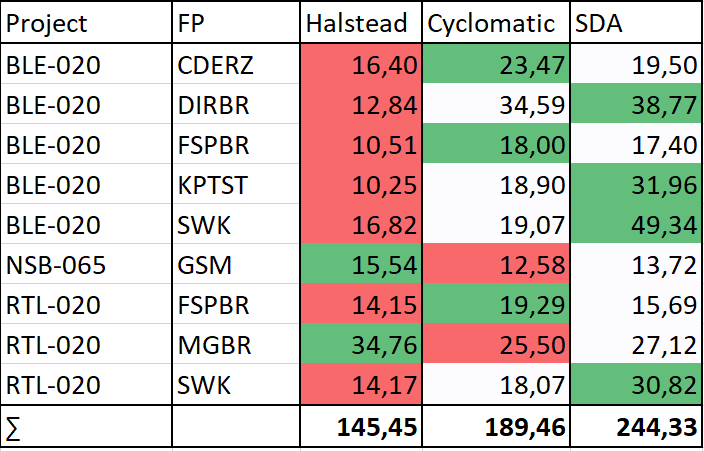 Project FP Halstead Cyclomatic SDA
BLE-020 CDERZ 16,40 23,47 19,50
BLE-020 DIRBR 12,84 34,59 38,77
BLE-020 FSPBR 10,51 18,00 17,40
BLE-020 KPTST 10,25 18,90 31,96
BLE-020 SWK 16,82 19,07 49,34
NSB-065 GSM 15,54 12,58 13,72
RTL-020 FSPBR 14,15 19,29 15,69
RTL-020 MGBR 34,76 25,50 27,12
RTL-020 SWK 14,17 18,07 30,82
∑ 145,45 189,46 244,33